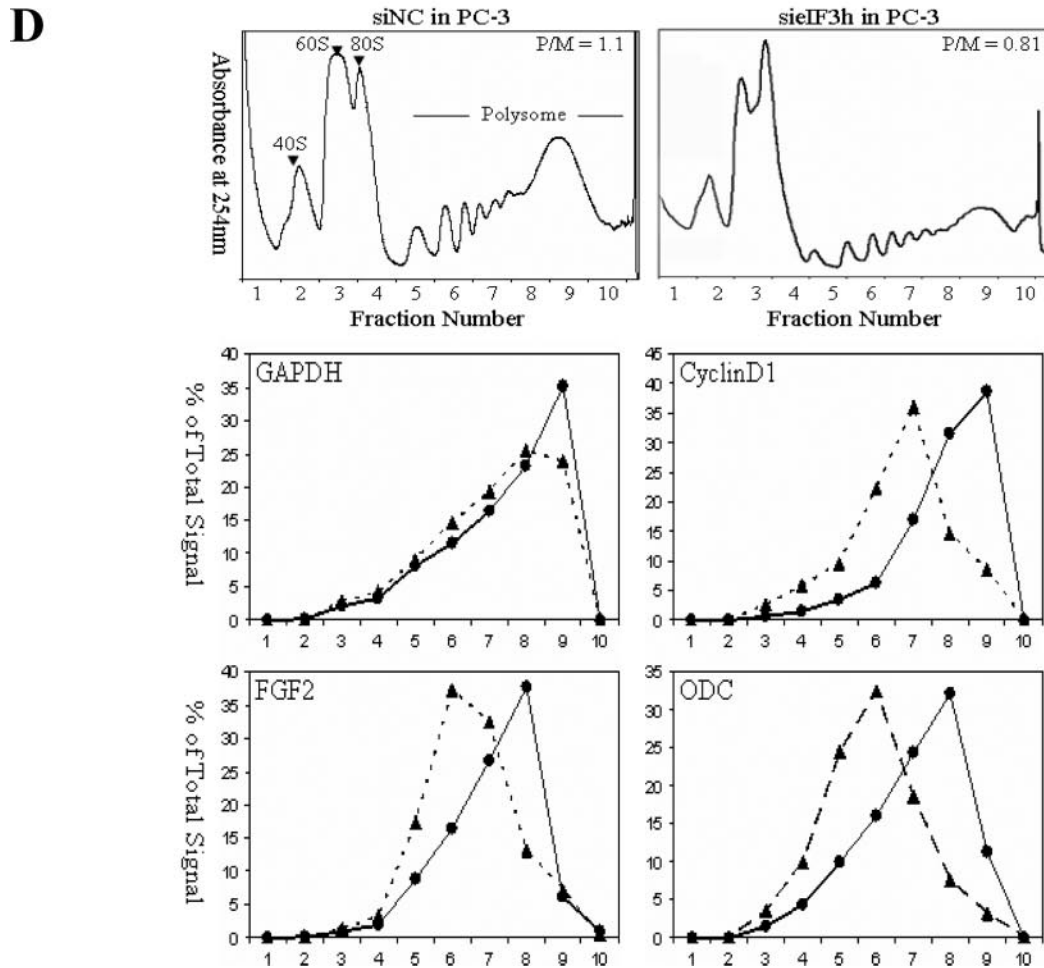 D
siNC in PC-3
sieIF3h in PC-3
60S
80S
P/M = 1.1
P/M = 0.81
Polysome
40S
Absorbance at 254nm
1 2 3 4 5 6 7 8 9 10
1 2 3 4 5 6 7 8 9 10
Fraction Number
Fraction Number
GAPDH
% of Total Signal
40
35
30
25
20
15
10
5
0
1 2 3 4 5 6 7 8 9 10
CyclinD1
45
40
35
30
25
20
15
10
5
0
1 2 3 4 5 6 7 8 9 10
FGF2
% of Total Signal
40
35
30
25
20
15
10
5
0
1 2 3 4 5 6 7 8 9 10
ODC
35
30
25
20
15
10
5
0
1 2 3 4 5 6 7 8 9 10